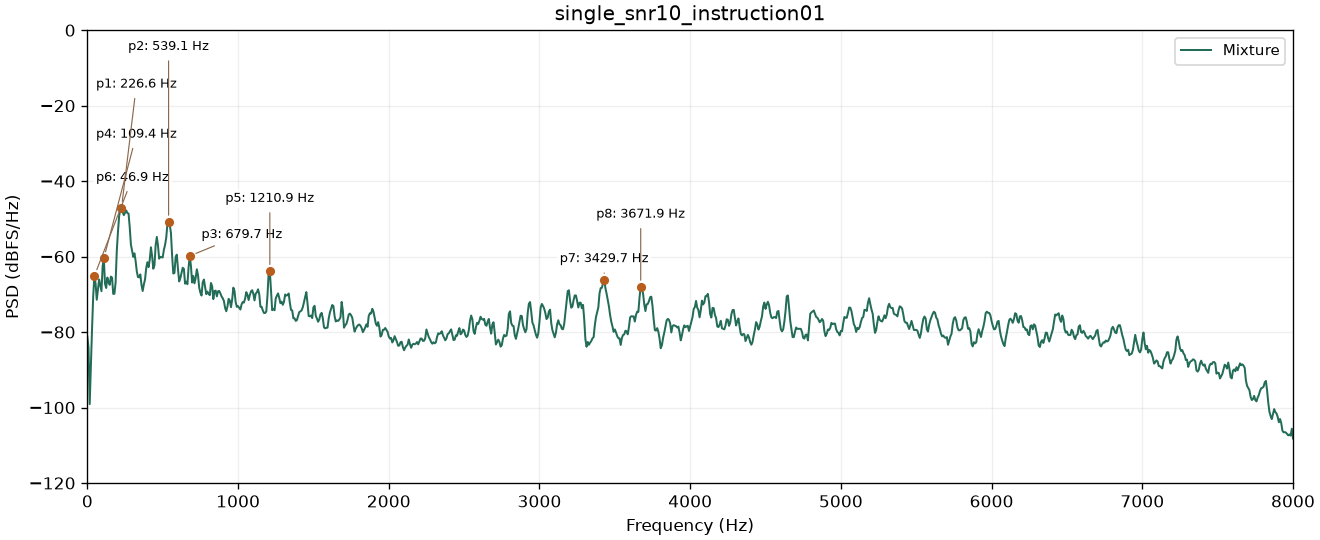 single_snr10_instruction01
Mixture
p2: 539.1 Hz
p1: 226.6 Hz
p4: 109.4 Hz
p6: 46.9 Hz
p5: 1210.9 Hz
p3: 679.7 Hz
p8: 3671.9 Hz
p7: 3429.7 Hz
PSD (dBFS/Hz)
0
−20
−40
−60
−80
−100
−120
0 1000 2000 3000 4000 5000 6000 7000 8000
Frequency (Hz)